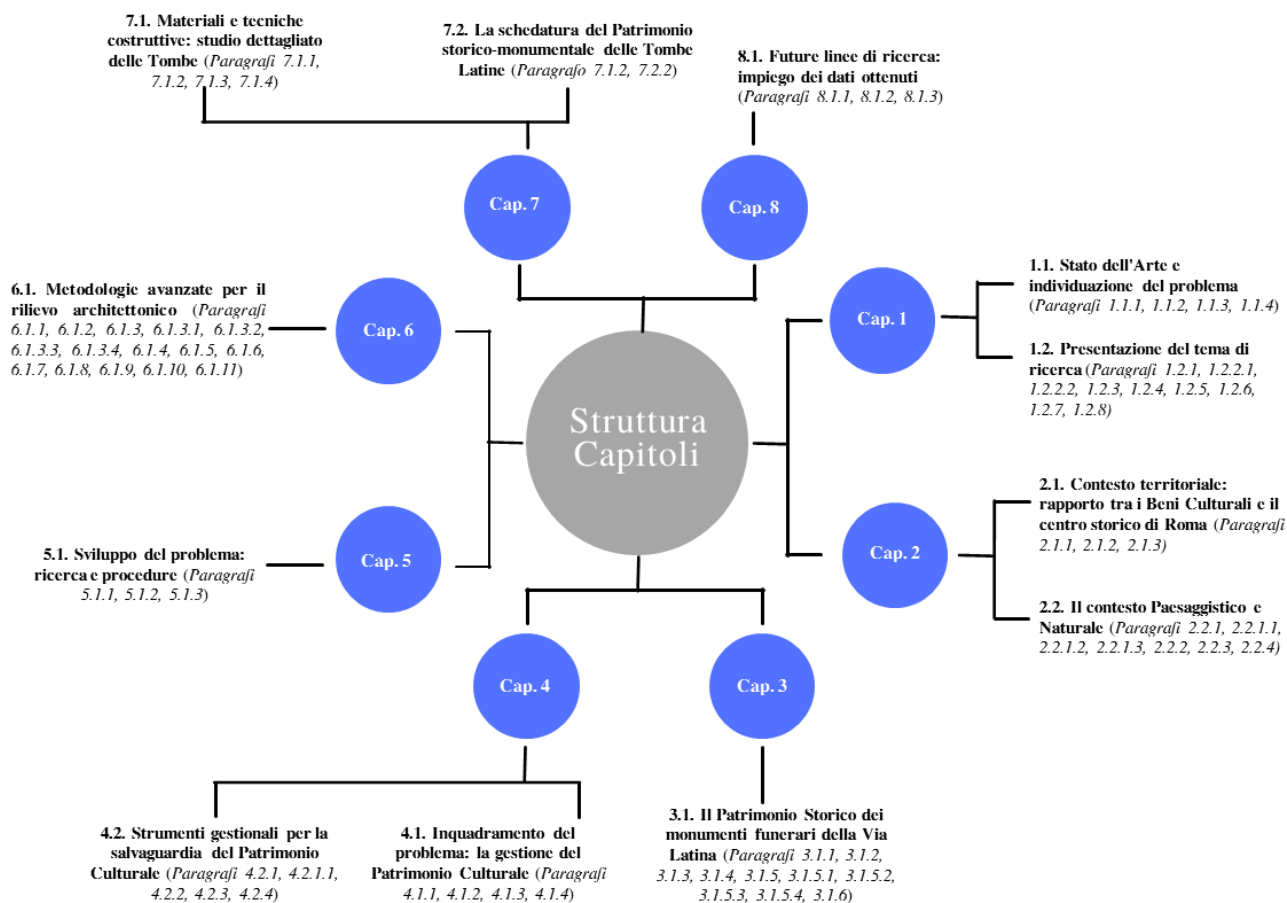 7.1. Materiali e tecniche
costruttive: studio dettagliato
delle Tombe (Paragrafi 7.1.1,
7.1.2, 7.1.3, 7.1.4)
7.2. La schedatura del Patrimonio
storico-monumentale delle Tombe
Latine (Paragrafo 7.1.2, 7.2.2)
8.1. Future linee di ricerca:
impiego dei dati ottenuti
(Paragrafi 8.1.1, 8.1.2, 8.1.3)
Cap. 7
Cap. 8
6.1. Metodologie avanzate per il
rilievo architettonico (Paragrafi
6.1.1, 6.1.2, 6.1.3, 6.1.3.1, 6.1.3.2,
6.1.3.3, 6.1.3.4, 6.1.4, 6.1.5, 6.1.6,
6.1.7, 6.1.8, 6.1.9, 6.1.10, 6.1.11)
Cap. 6
Cap. 1
1.1. Stato dell'Arte e
individuazione del problema
(Paragrafi 1.1.1, 1.1.2, 1.1.3, 1.1.4)
1.2. Presentazione del tema di
ricerca (Paragrafi 1.2.1, 1.2.2.1,
1.2.2.2, 1.2.3, 1.2.4, 1.2.5, 1.2.6,
1.2.7, 1.2.8)
Struttura
Capitoli
5.1. Sviluppo del problema:
ricerca e procedure (Paragrafi
5.1.1, 5.1.2, 5.1.3)
Cap. 5
Cap. 2
2.1. Contesto territoriale:
rapporto tra i Beni Culturali e il
centro storico di Roma (Paragrafi
2.1.1, 2.1.2, 2.1.3)
2.2. Il contesto Paesaggistico e
Naturale (Paragrafi 2.2.1, 2.2.1.1,
2.2.1.2, 2.2.1.3, 2.2.2, 2.2.3, 2.2.4)
Cap. 4
Cap. 3
4.2. Strumenti gestionali per la
salvaguardia del Patrimonio
Culturale (Paragrafi 4.2.1, 4.2.1.1,
4.2.2, 4.2.3, 4.2.4)
4.1. Inquadramento del
problema: la gestione del
Patrimonio Culturale (Paragrafi
4.1.1, 4.1.2, 4.1.3, 4.1.4)
3.1. Il Patrimonio Storico dei
monumenti funerari della Via
Latina (Paragrafi 3.1.1, 3.1.2,
3.1.3, 3.1.4, 3.1.5, 3.1.5.1, 3.1.5.2,
3.1.5.3, 3.1.5.4, 3.1.6)